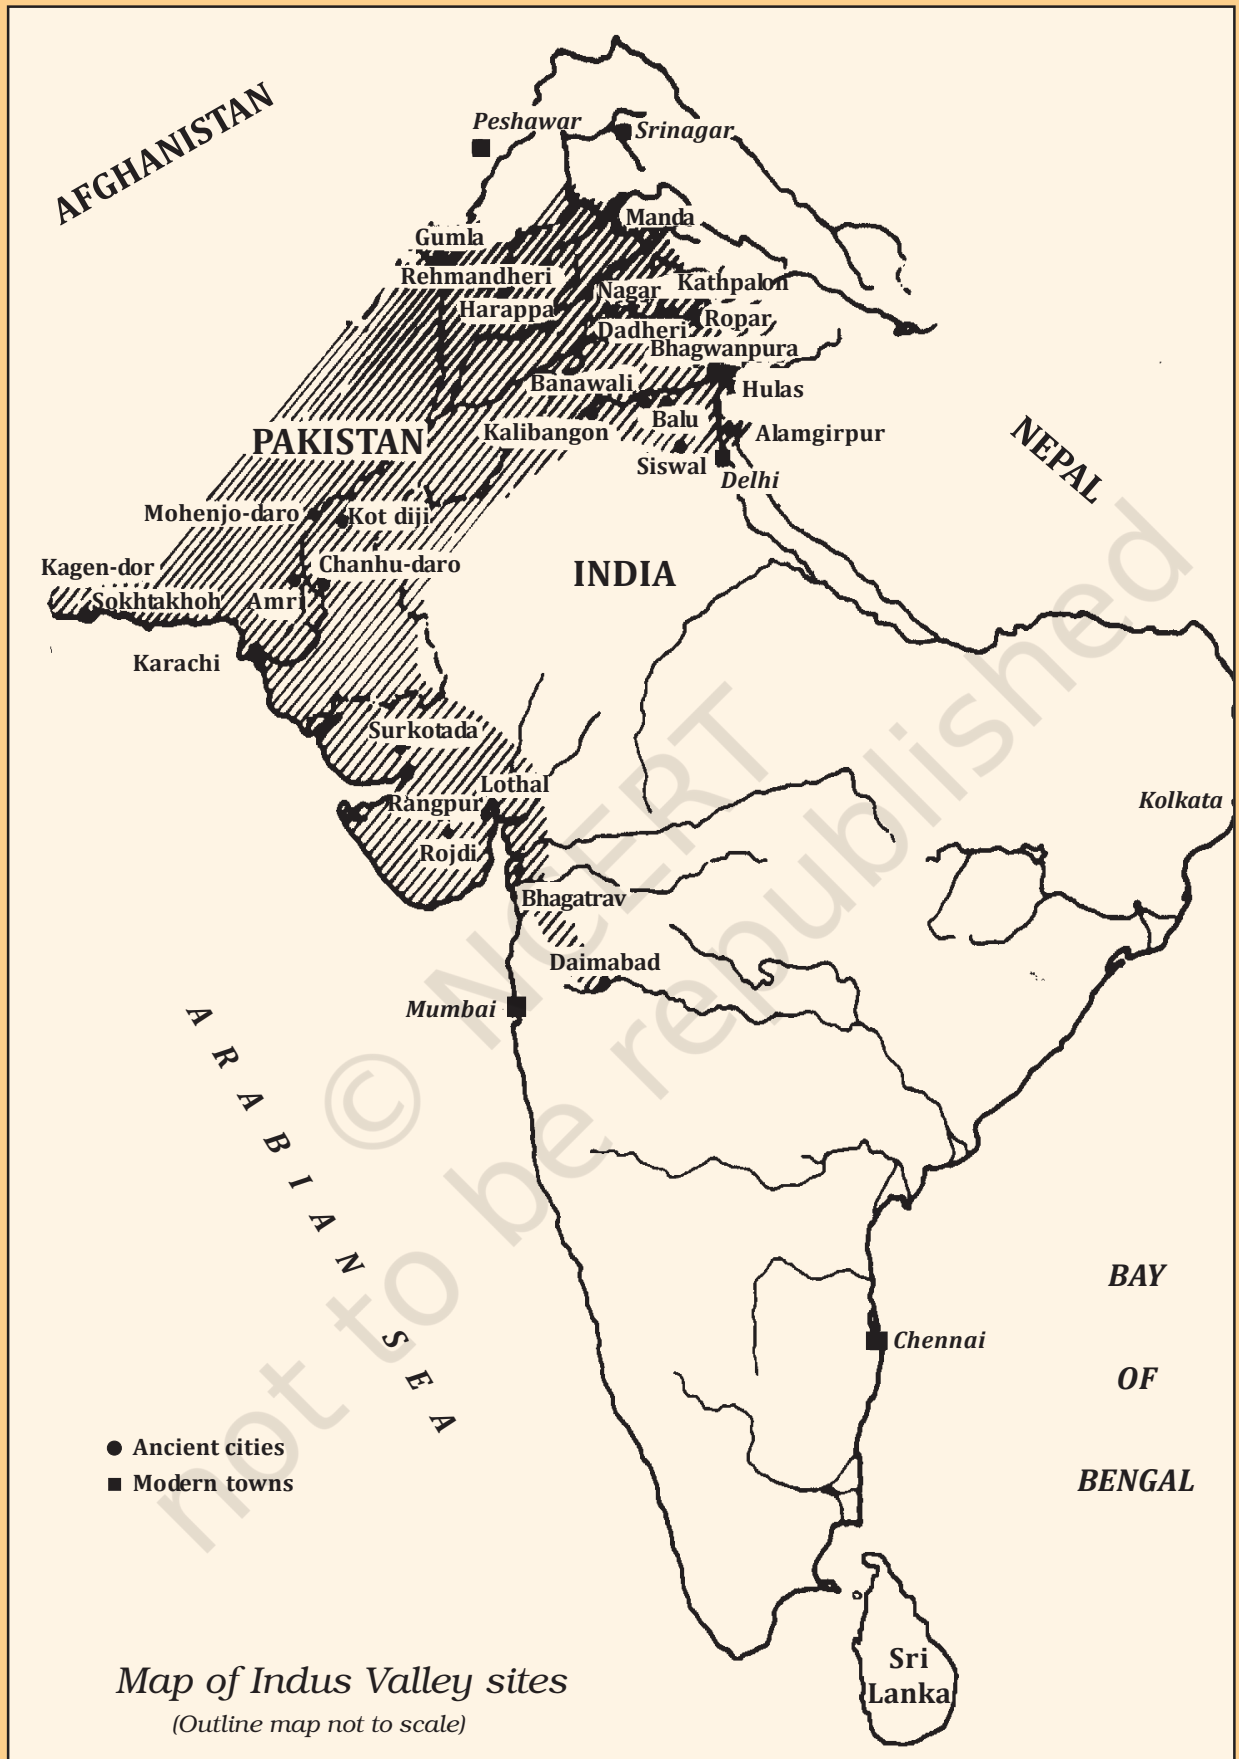 AFGHANISTAN
Peshawar
Srinagar
Manda
Gumla
Rehmandheri
Nagar
Kathpalon
Harappa
Ropar
Dadheri
Bhagwanpura
Banawali
Hulas
Balu
Kalibangon
Alamgirpur
PAKISTAN
Siswal
Delhi
NEPAL
Mohenjo-daro
Kot diji
Kagen-dor
Chanhu-daro
INDIA
Sokhtakhoh
Amri
Karachi
Surkotada
Lothal
Rangpur
Kolkata
Rojdi
Bhagatrav
Daimabad
Mumbai
ARABIAN SEA
BAY
OF
BENGAL
Chennai
Ancient cities
Modern towns
Sri
Lanka
Map of Indus Valley sites
(Outline map not to scale)
© NCERT
not to be republished